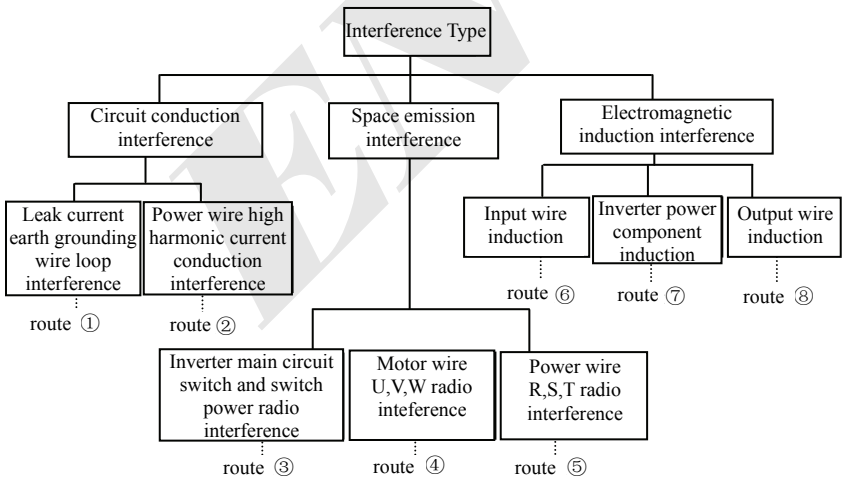 Interference Type
Circuit conduction
interference
Space emission
interference
Electromagnetic
induction interference
Leak current
earth grounding
wire loop
interference
Power wire high
harmonic current
conduction
interference
Input wire
induction
Inverter power
component
induction
Output wire
induction
route ①
route ②
route ⑥
route ⑦
route ⑧
Inverter main circuit
switch and switch
power radio
interference
Motor wire
U,V,W radio
inteference
Power wire
R,S,T radio
interference
route ③
route ④
route ⑤
EN